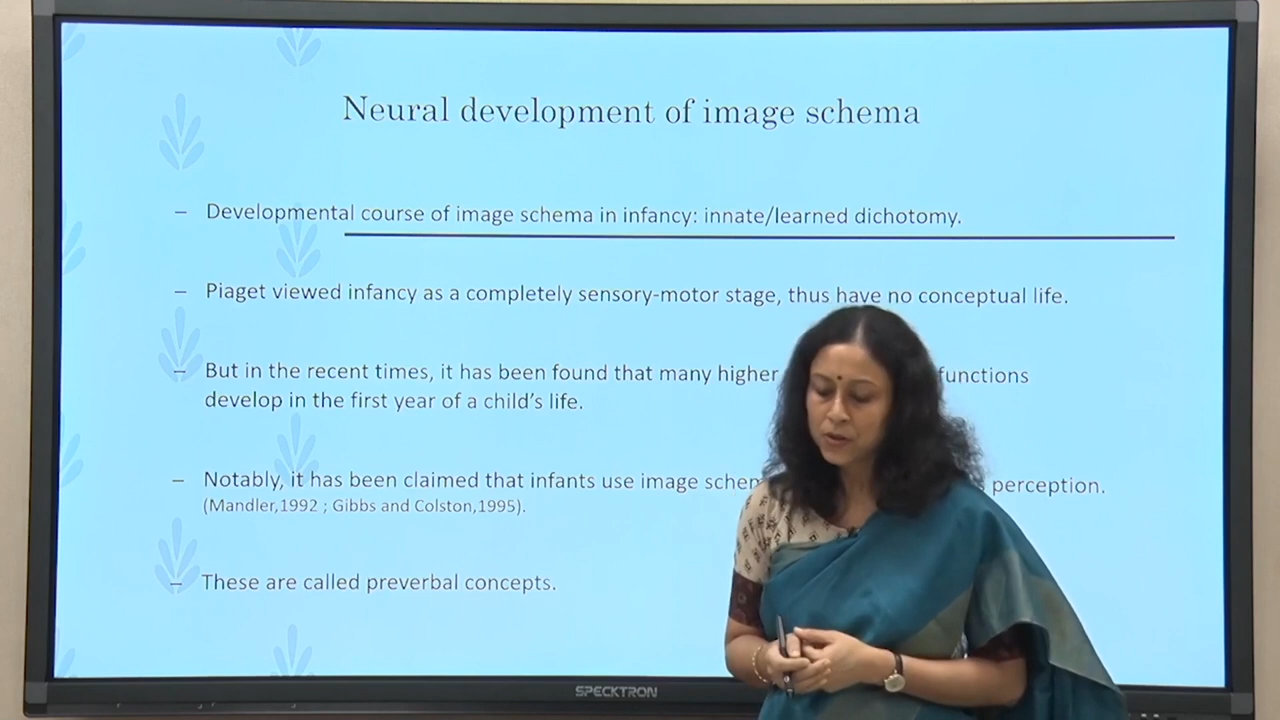 Neural development of image schema
– Developmental course of image schema in infancy: innate/learned dichotomy.
– Piaget viewed infancy as a completely sensory-motor stage, thus have no conceptual life.
– But in the recent times, it has been found that many higher functions
develop in the first year of a child's life.
– Notably, it has been claimed that infants use image perception.
(Mandler,1992 ; Gibbs and Colston,1995).
– These are called preverbal concepts.
SPECKTRON